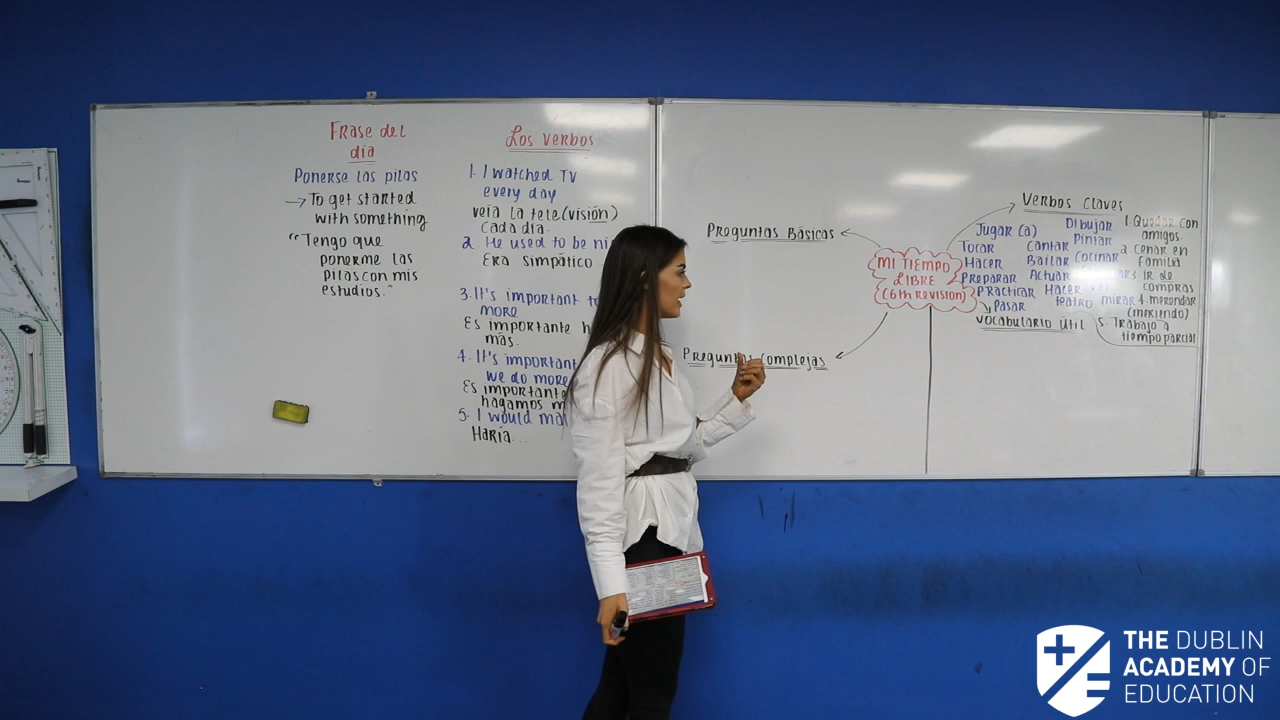 Frase del
día
Ponerse las pilas
→ To get started
with something
"Tengo que
ponerme las
pilas con mis
estudios."
Los verbos
1. I watched TV
every day
veía la tele(visión)
cada día.
2. He used to be
Era simpático
3. It's important
more
Es importante
más.
4. It's important
we do more
Es importante
hagamos
5. I would
Haría...
Preguntas Básicas
Preguntas Complejas
MI TIEMPO
LIBRE
(6th REVISION)
Verbos Claves
Jugar (a)
Dibujar
Tocar
Cantar
Pintar
Hacer
Bailar
Cocinar
Preparar
Actuar
Practicar
Hacer
Pasar
teatro
mirar
1. Quedar con
amigos.
2. Cenar en
familia
3. Ir de
compras
4. merendar
(meriendo)
5. Trabajo a
tiempo parcial
Vocabulario Útil
THE DUBLIN
ACADEMY OF
EDUCATION